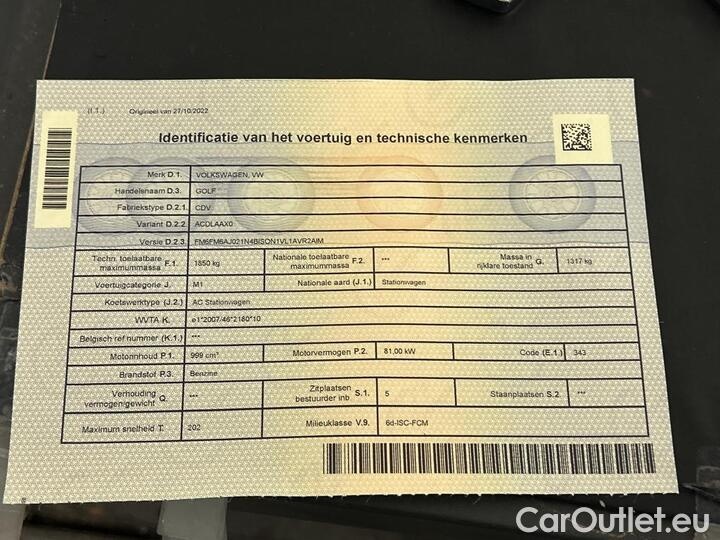 (I.1.) Origineel van 27/10/2022
Identificatie van het voertuig en technische kenmerken
Merk D.1. VOLKSWAGEN, VW
Handelsnaam D.3. GOLF
Fabriekstype D.2.1. CDV
Variant D.2.2 ACDLAAX0
Versie D.2.3. FM6FM6AJ021N4BISON1VL1AVR2AIM
Techn. toelaatbare maximummassa F.1. 1850 kg Nationale toelaatbare maximummassa F.2. *** Massa in rijklare toestand G. 1317 kg
Voertuigcategorie J. M1 Nationale aard (J.1.) Stationwagen
Koetswerktype (J.2.) AC Stationwagen
WVTA K. e1*2007/46*2180*10
Belgisch ref nummer (K.1.) ***
Motorinhoud P.1. 999 cm³ Motorvermogen P.2. 81,00 kW Code (E.1.) 343
Brandstof P.3. Benzine
Verhouding vermogen/gewicht Q. *** Zitplaatsen bestuurder inb. S.1. 5 Staanplaatsen S.2. ***
Maximum snelheid T. 202 Milieuklasse V.9. 6d-ISC-FCM
CarOutlet.eu